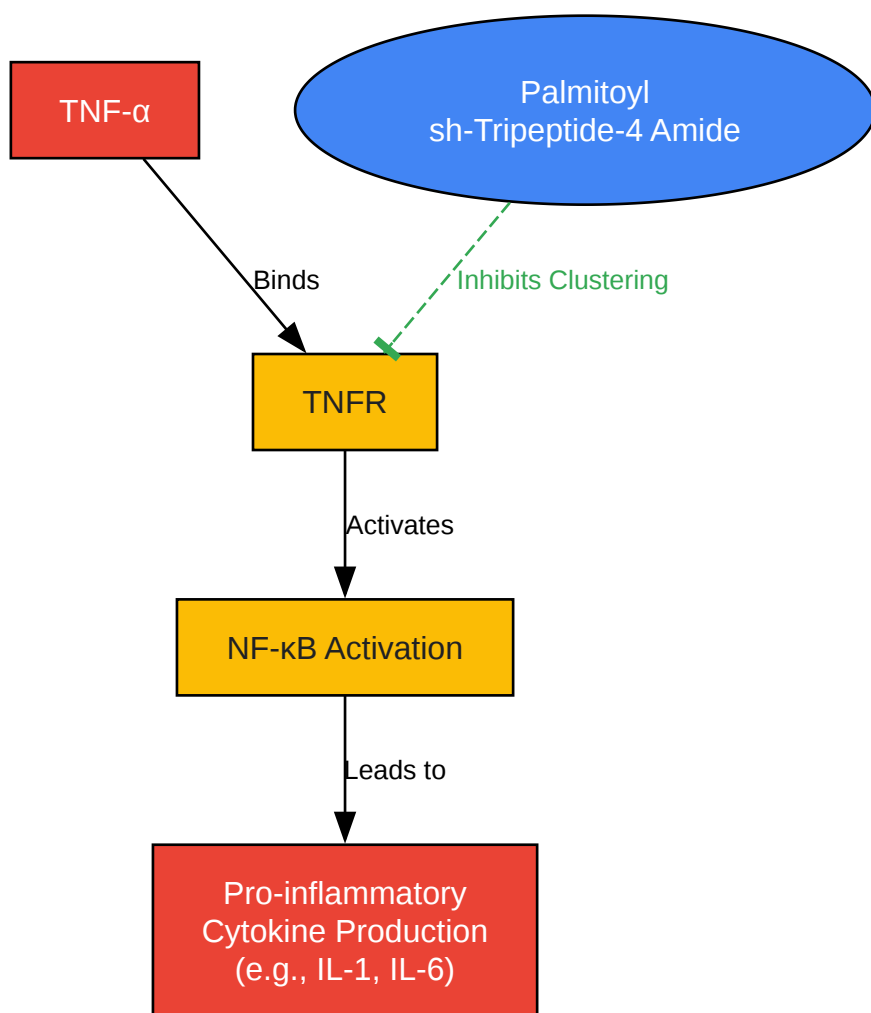 TNF-α
Palmitoyl
sh-Tripeptide-4 Amide
Binds
Inhibits Clustering
TNFR
Activates
NF-κB Activation
Leads to
Pro-inflammatory
Cytokine Production
(e.g., IL-1, IL-6)